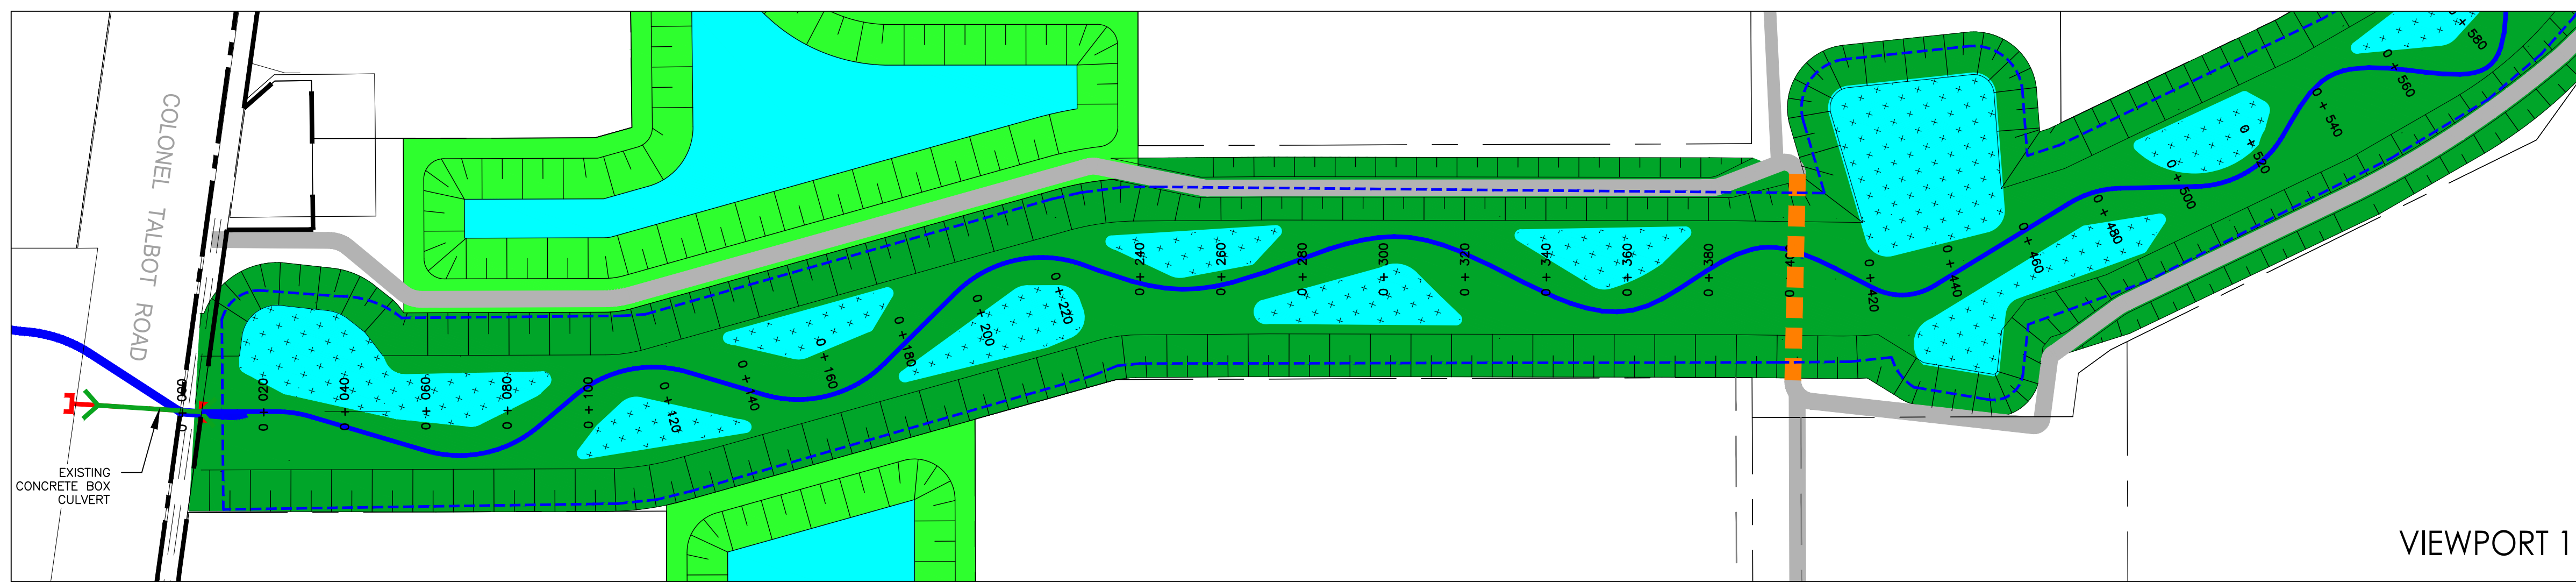 COLONEL TALBOT ROAD
EXISTING
CONCRETE BOX
CULVERT
0 + 000
0 + 020
0 + 040
0 + 060
0 + 080
0 + 100
0 + 120
0 + 140
0 + 160
0 + 180
0 + 200
0 + 220
0 + 240
0 + 260
0 + 280
0 + 300
0 + 320
0 + 340
0 + 360
0 + 380
0 + 420
0 + 440
0 + 460
0 + 480
0 + 500
0 + 520
0 + 540
0 + 560
+ 580
VIEWPORT 1